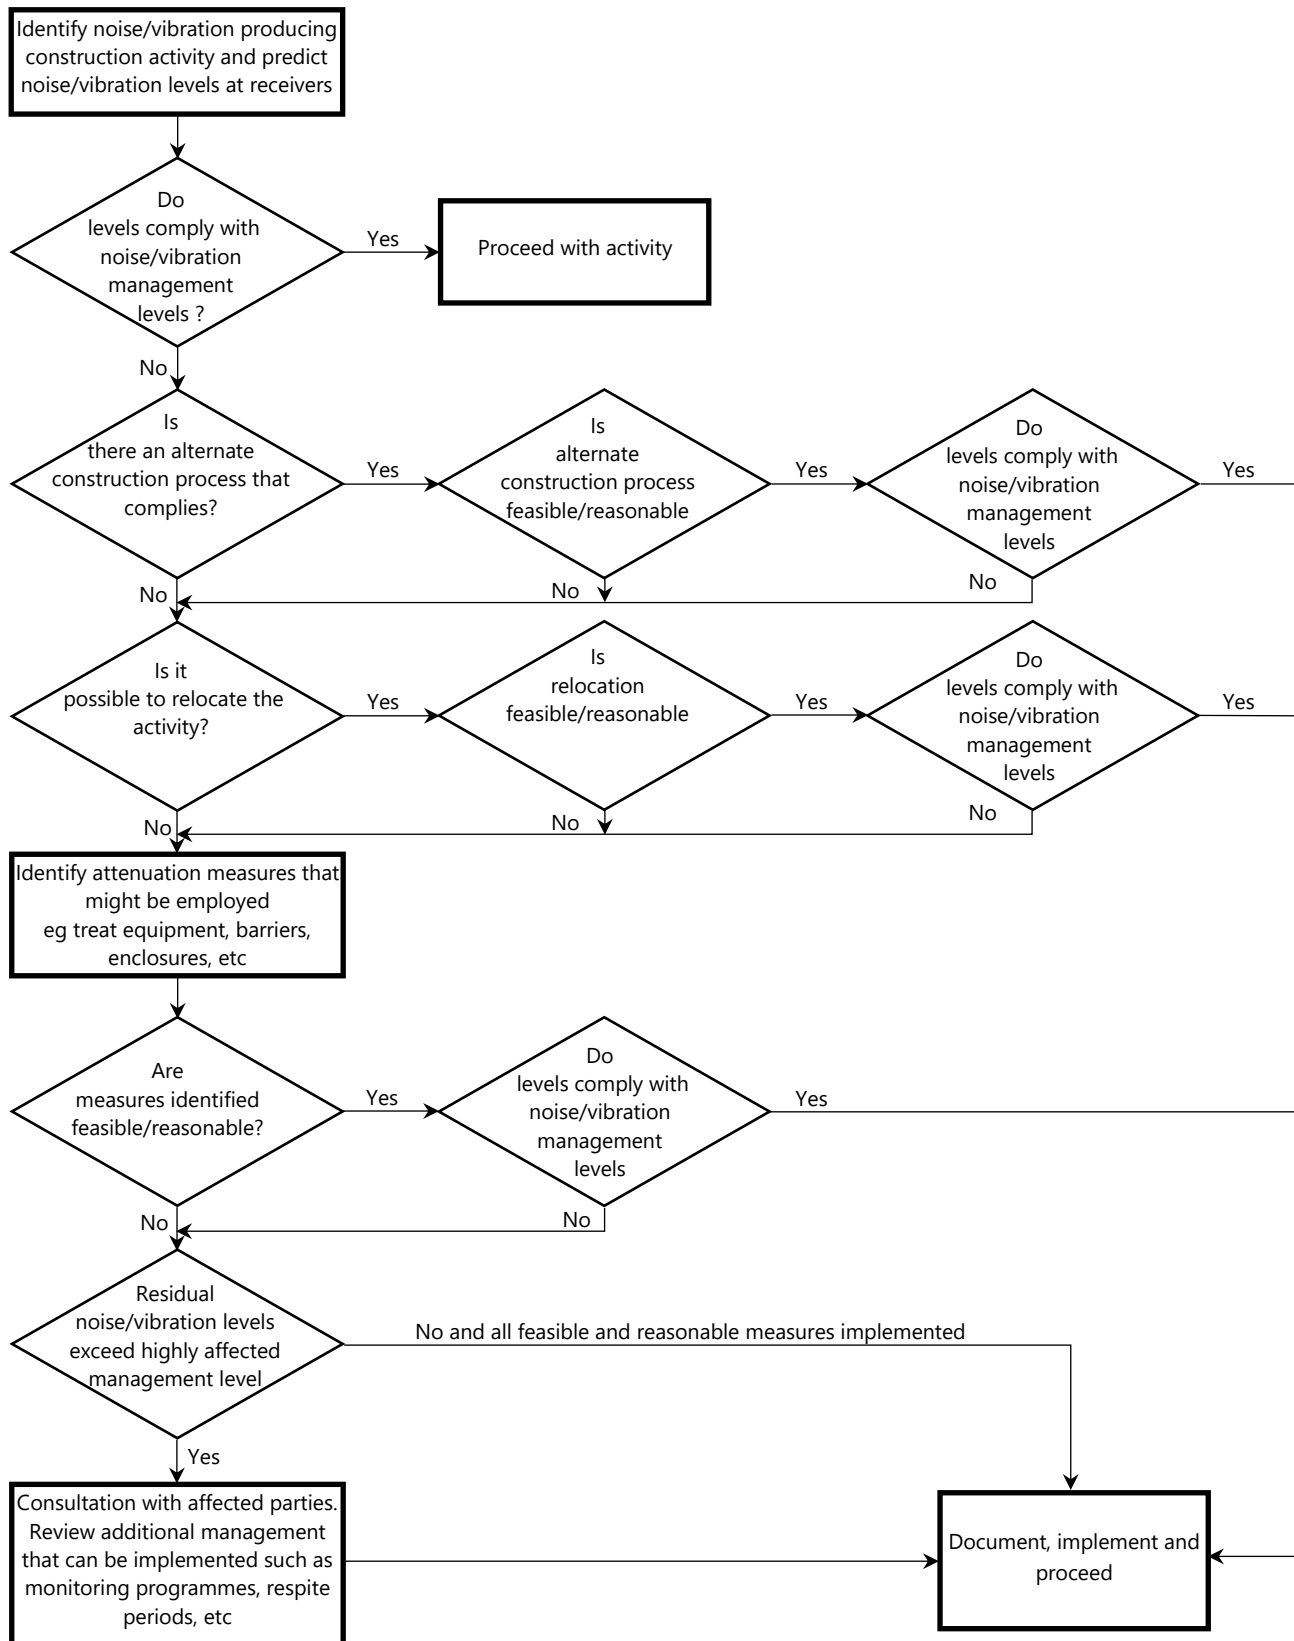 Identify noise/vibration producing
construction activity and predict
noise/vibration levels at receivers
Do
levels comply with
noise/vibration
management
levels ?
Yes
Proceed with activity
No
Is
there an alternate
construction process that
complies?
Yes
Is
alternate
construction process
feasible/reasonable
Yes
Do
levels comply with
noise/vibration
management
levels
Yes
No
No
No
Is it
possible to relocate the
activity?
Yes
Is
relocation
feasible/reasonable
Yes
Do
levels comply with
noise/vibration
management
levels
Yes
No
No
No
Identify attenuation measures that
might be employed
eg treat equipment, barriers,
enclosures, etc
Are
measures identified
feasible/reasonable?
Yes
Do
levels comply with
noise/vibration
management
levels
Yes
No
No
Residual
noise/vibration levels
exceed highly affected
management level
No and all feasible and reasonable measures implemented
Yes
Consultation with affected parties.
Review additional management
that can be implemented such as
monitoring programmes, respite
periods, etc
Document, implement and
proceed